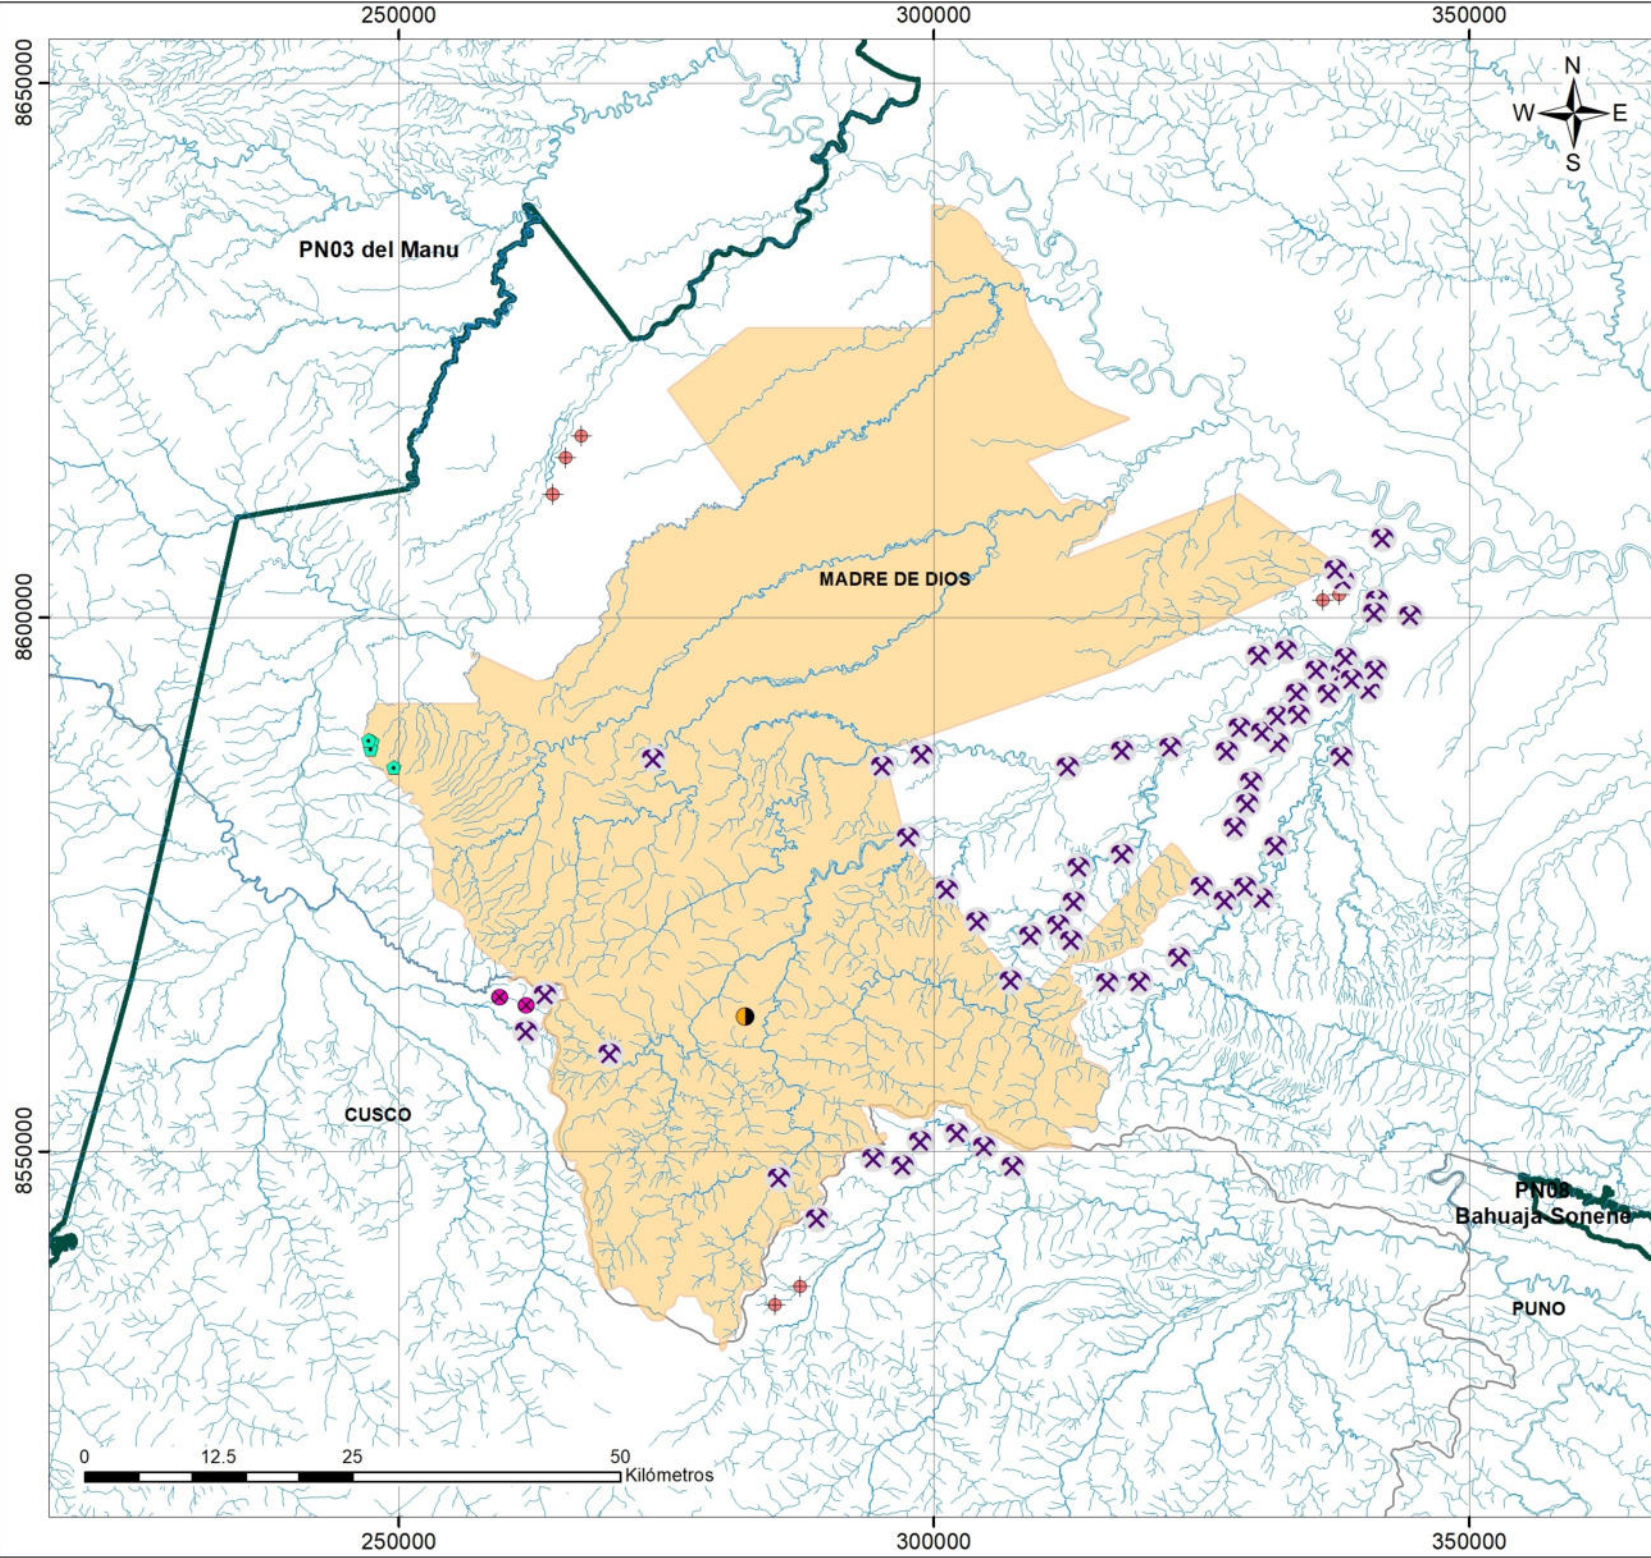 250000 300000 350000
8650000
N
W E
S
PN03 del Manu
MADRE DE DIOS
8600000
CUSCO
8550000
PN08
Bahuaja Sonene
PUNO
0 12.5 25 50
Kilómetros
250000 300000 350000